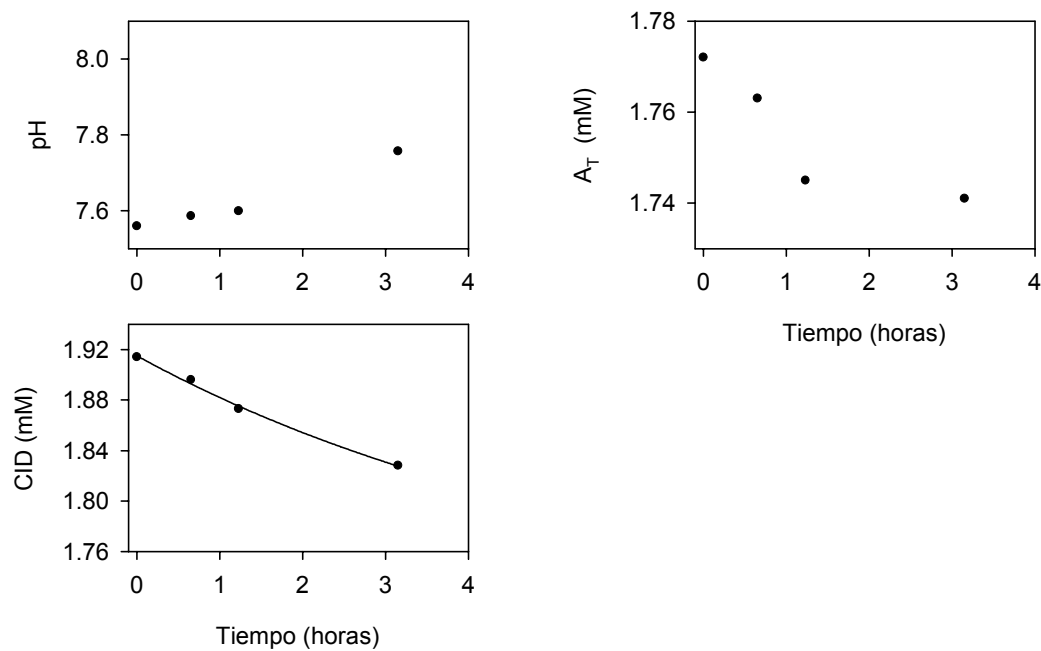 8.0
7.8
7.6
pH
0 1 2 3 4
1.78
1.76
1.74
A_T (mM)
0 1 2 3 4
Tiempo (horas)
1.92
1.88
1.84
1.80
1.76
CID (mM)
0 1 2 3 4
Tiempo (horas)